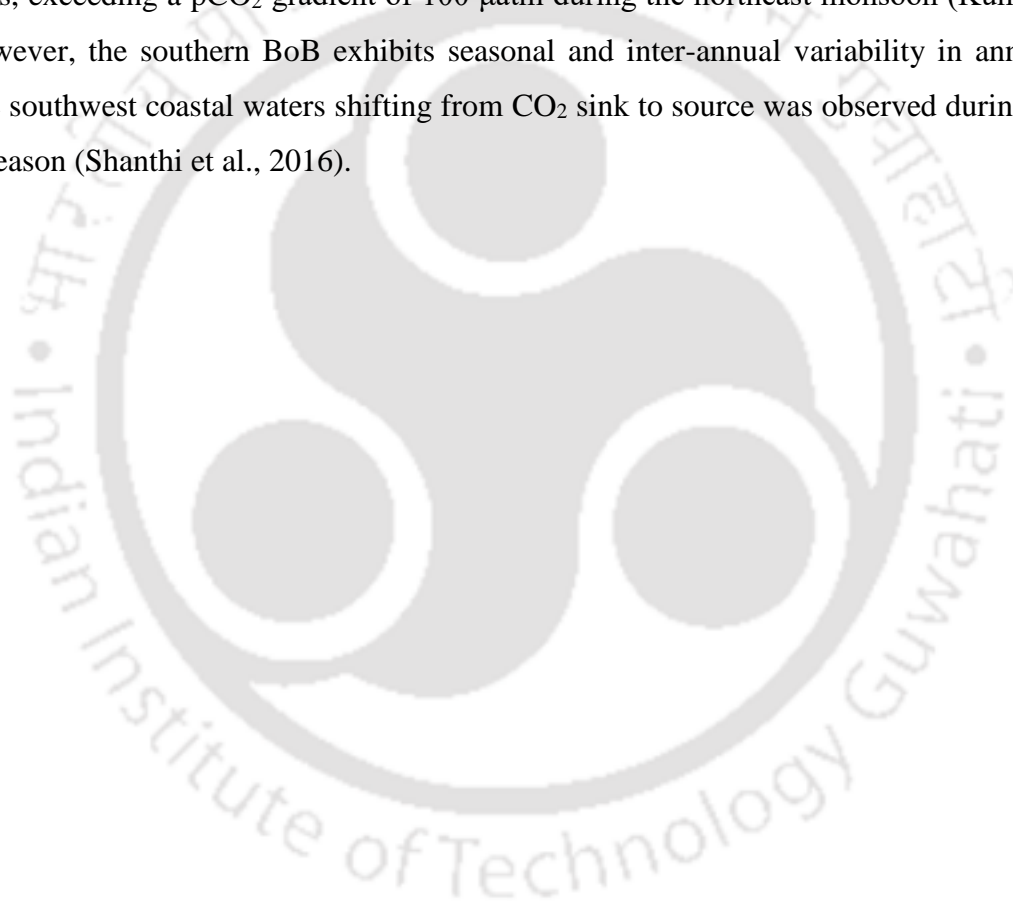 s, exceeding a pCO₂ gradient of 100 µatm during the northeast monsoon
wever, the southern BoB exhibits seasonal and inter-annual variability in ann
southwest coastal waters shifting from CO₂ sink to source was observed durin
eason (Shanthi et al., 2016).
Indian Institute of Technology Guwahati